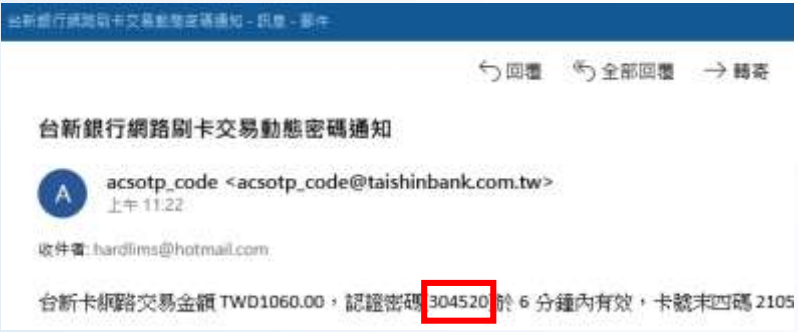 台新銀行網路刷卡交易動態密碼通知 - 訊息 - 郵件
回覆 全部回覆 轉寄
台新銀行網路刷卡交易動態密碼通知
A
acsotp_code <acsotp_code@taishinbank.com.tw>
上午 11:22
收件者: hardlims@hotmail.com
台新卡網路交易金額 TWD1060.00，認證密碼 304520 於 6 分鐘內有效，卡號末四碼 2105